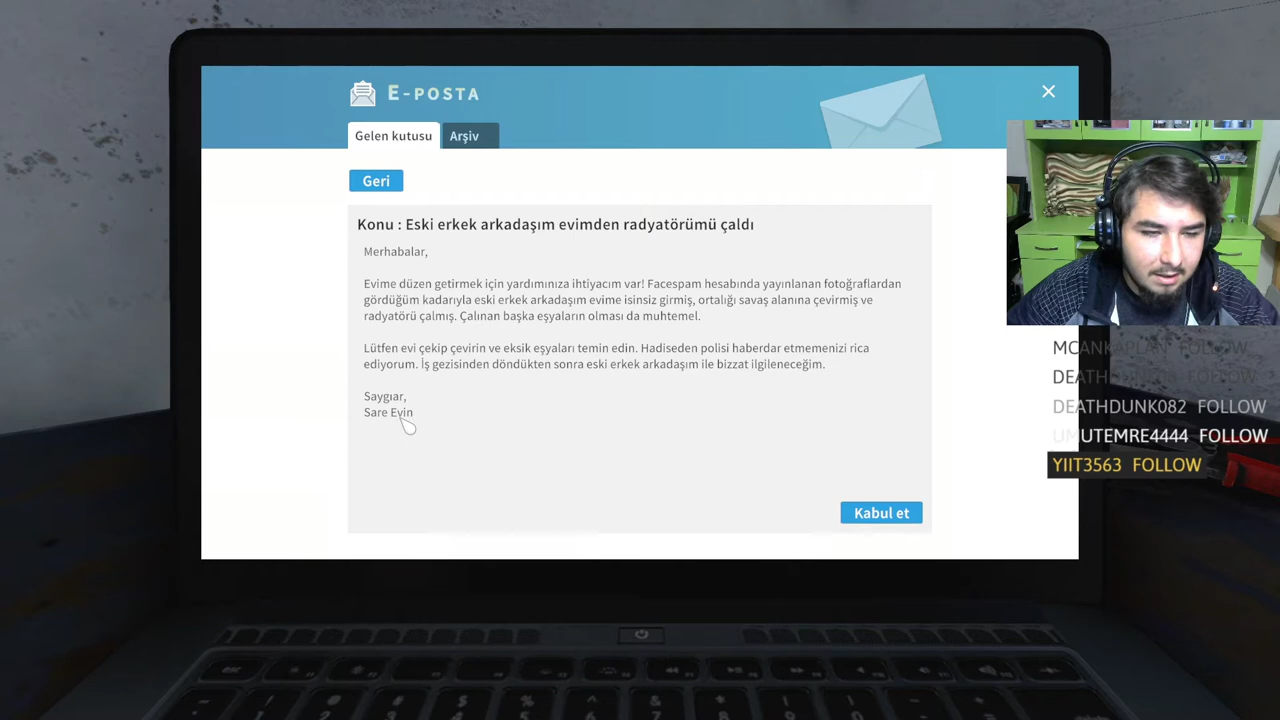 E-POSTA
Gelen kutusu
Arşiv
Geri
Konu : Eski erkek arkadaşım evimden radyatörümü çaldı
Merhabalar,
Evime düzen getirmek için yardımınıza ihtiyacım var! Facespam hesabında yayınlanan fotoğraflardan
gördüğüm kadarıyla eski erkek arkadaşım evime isinsiz girmiş, ortalığı savaş alanına çevirmiş ve
radyatörü çalmış. Çalınan başka eşyaların olması da muhtemel.
Lütfen evi çekip çevirin ve eksik eşyaları temin edin. Hadiseden polisi haberdar etmemenizi rica
ediyorum. İş gezisinden döndükten sonra eski erkek arkadaşım ile bizzat ilgileneceğim.
Saygıar,
Sare Evin
Kabul et
MCANKAPLAN FOLLOW
FOLLOW
DEATHDUNK082 FOLLOW
UMUTEMRE4444 FOLLOW
YIIT3563 FOLLOW